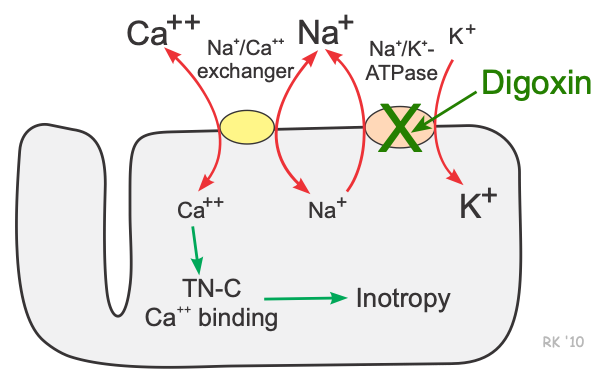 Ca⁺⁺
Na⁺/Ca⁺⁺
exchanger
Na⁺
Na⁺/K⁺-
ATPase
K⁺
Digoxin
X
Ca⁺⁺
Na⁺
K⁺
TN-C
Ca⁺⁺ binding
Inotropy
RK '10